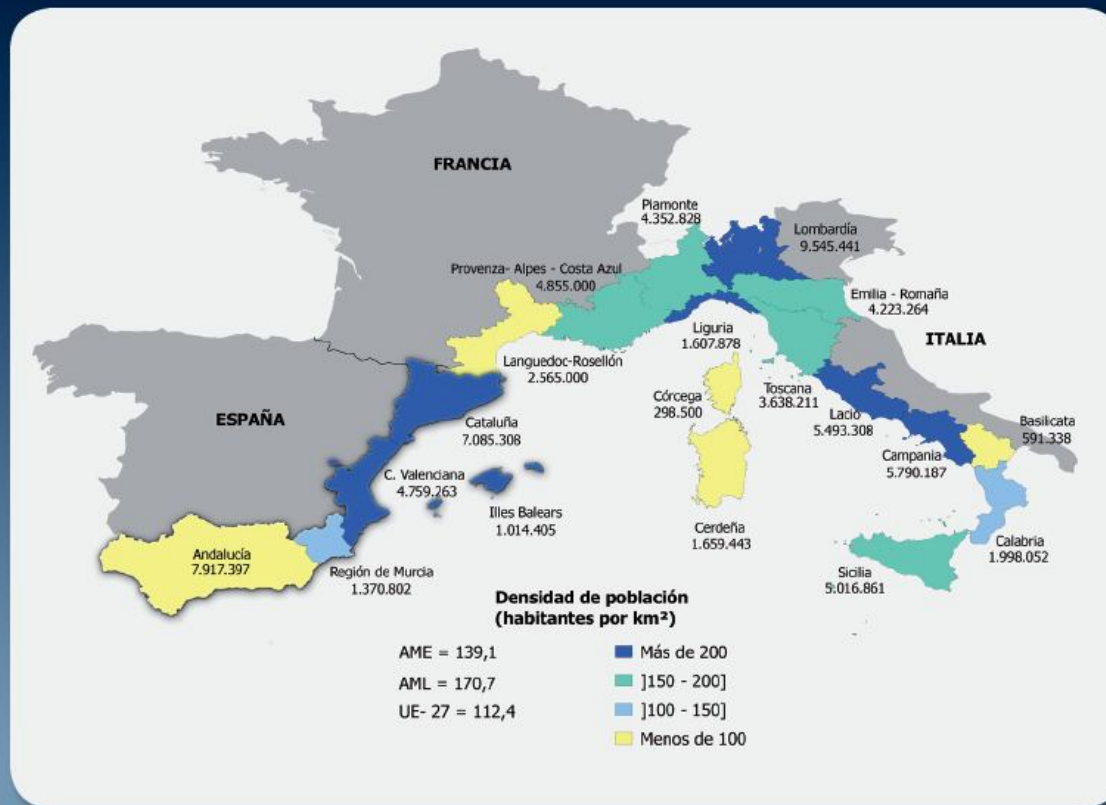 FRANCIA
Piamonte
4.352.828
Lombardía
9.545.441
Provenza- Alpes - Costa Azul
4.855.000
Emilia - Romaña
4.223.264
Liguria
1.607.878
ITALIA
Languedoc-Rosellón
2.565.000
Córcega
298.500
Toscana
3.638.211
Lacio
5.493.308
ESPAÑA
Cataluña
7.085.308
Basilicata
591.338
Campania
5.790.187
C. Valenciana
4.759.263
Illes Balears
1.014.405
Cerdeña
1.659.443
Calabria
1.998.052
Andalucía
7.917.397
Región de Murcia
1.370.802
Sicilia
5.016.861
Densidad de población
(habitantes por km²)
AME = 139,1
AML = 170,7
UE- 27 = 112,4
Más de 200
]150 - 200]
]100 - 150]
Menos de 100